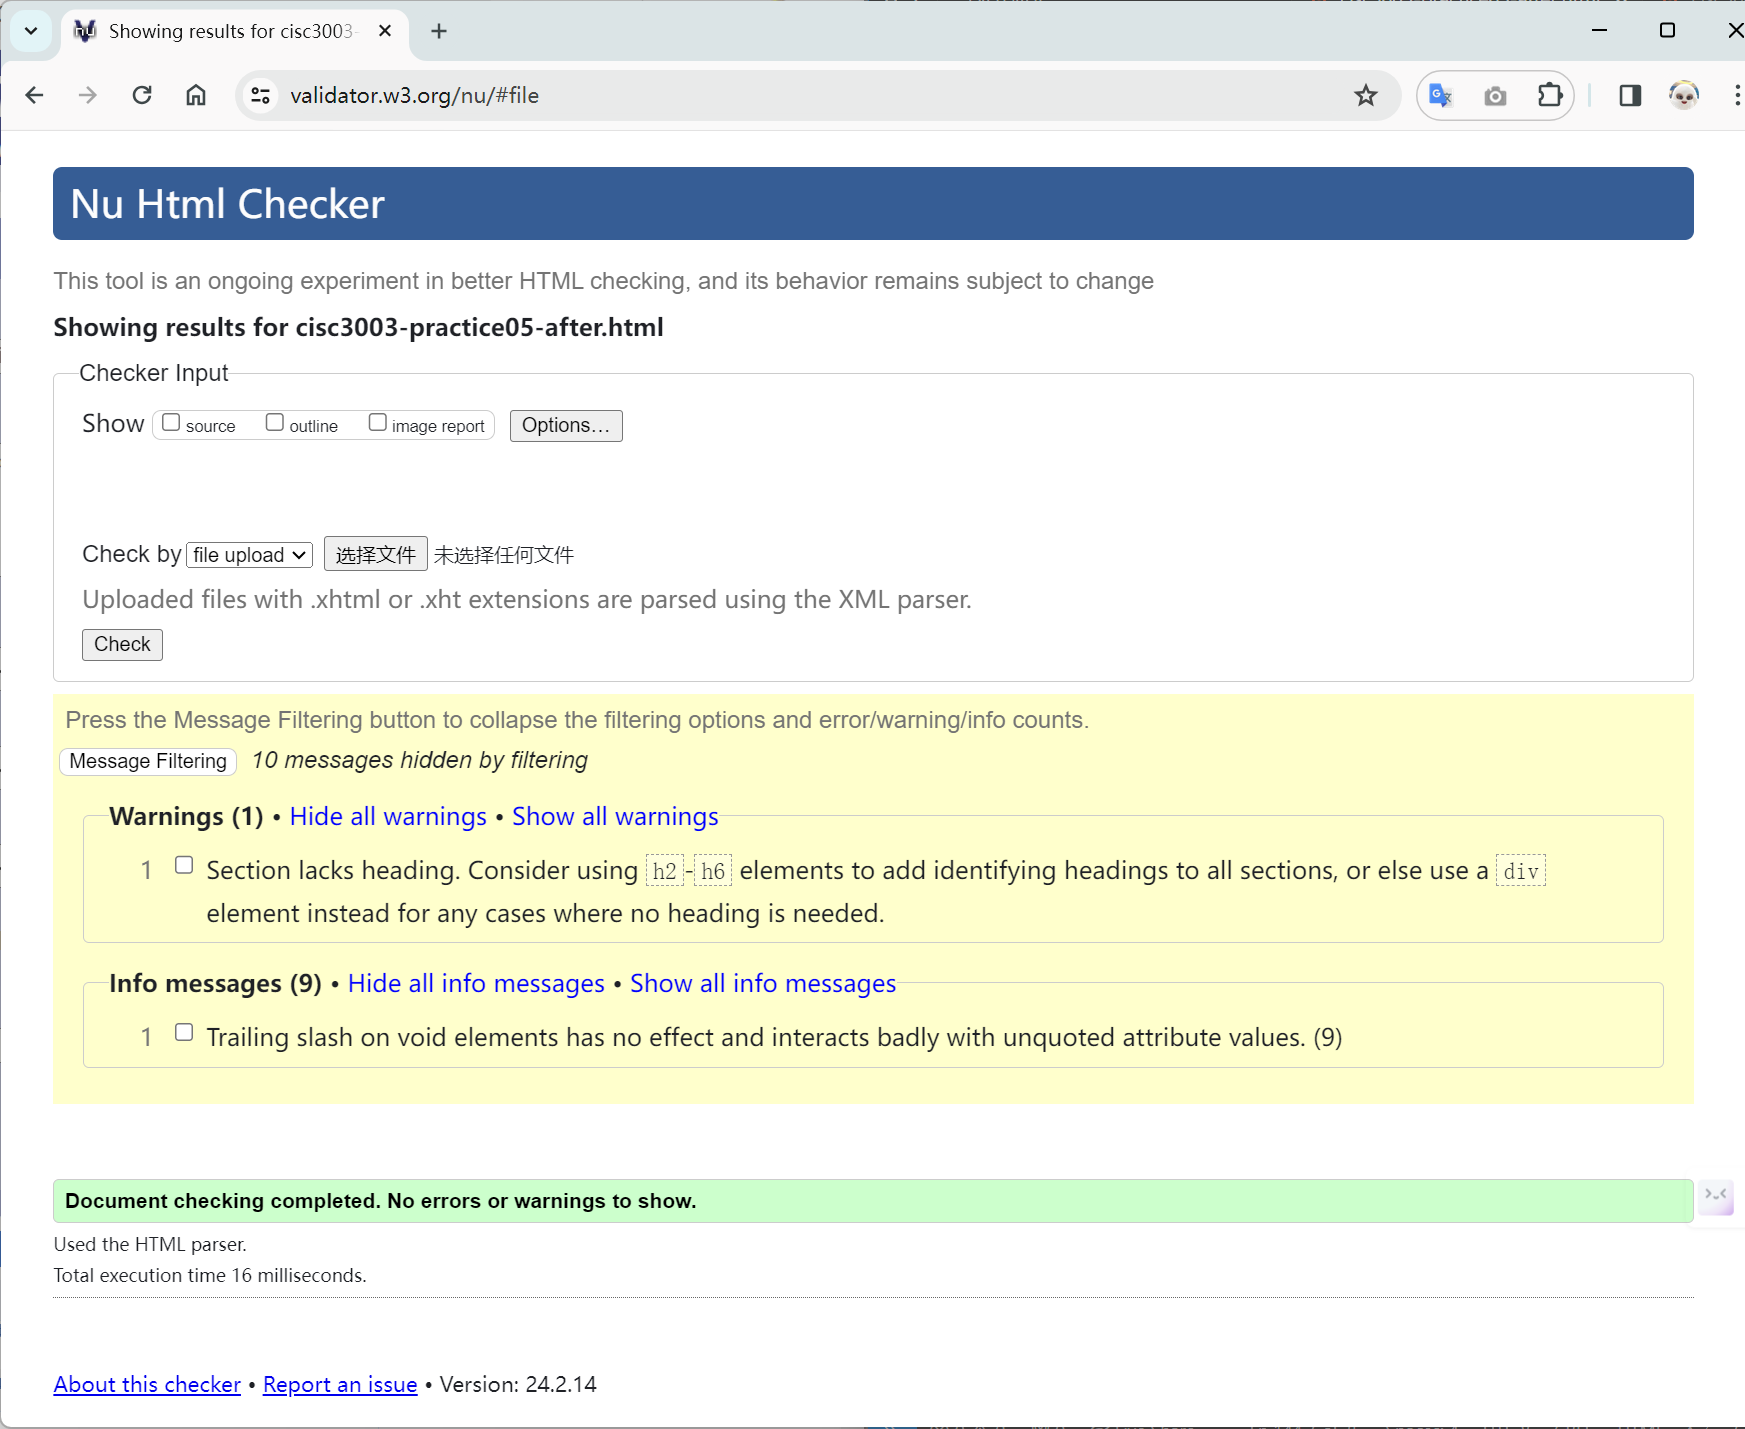 Showing results for cisc3003-
validator.w3.org/nu/#file
Nu Html Checker
This tool is an ongoing experiment in better HTML checking, and its behavior remains subject to change
Showing results for cisc3003-practice05-after.html
Checker Input
Show source outline image report Options...
Check by file upload 选择文件 未选择任何文件
Uploaded files with .xhtml or .xht extensions are parsed using the XML parser.
Check
Press the Message Filtering button to collapse the filtering options and error/warning/info counts.
Message Filtering 10 messages hidden by filtering
Warnings (1) • Hide all warnings • Show all warnings
1 Section lacks heading. Consider using h2-h6 elements to add identifying headings to all sections, or else use a div
element instead for any cases where no heading is needed.
Info messages (9) • Hide all info messages • Show all info messages
1 Trailing slash on void elements has no effect and interacts badly with unquoted attribute values. (9)
Document checking completed. No errors or warnings to show.
Used the HTML parser.
Total execution time 16 milliseconds.
About this checker • Report an issue • Version: 24.2.14